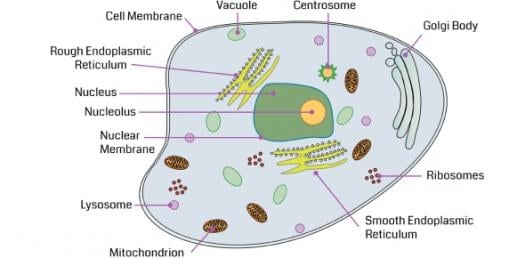 Vacuole
Centrosome
Cell Membrane
Golgi Body
Rough Endoplasmic
Reticulum
Nucleus
Nucleolus
Nuclear
Membrane
Ribosomes
Lysosome
Smooth Endoplasmic
Reticulum
Mitochondrion